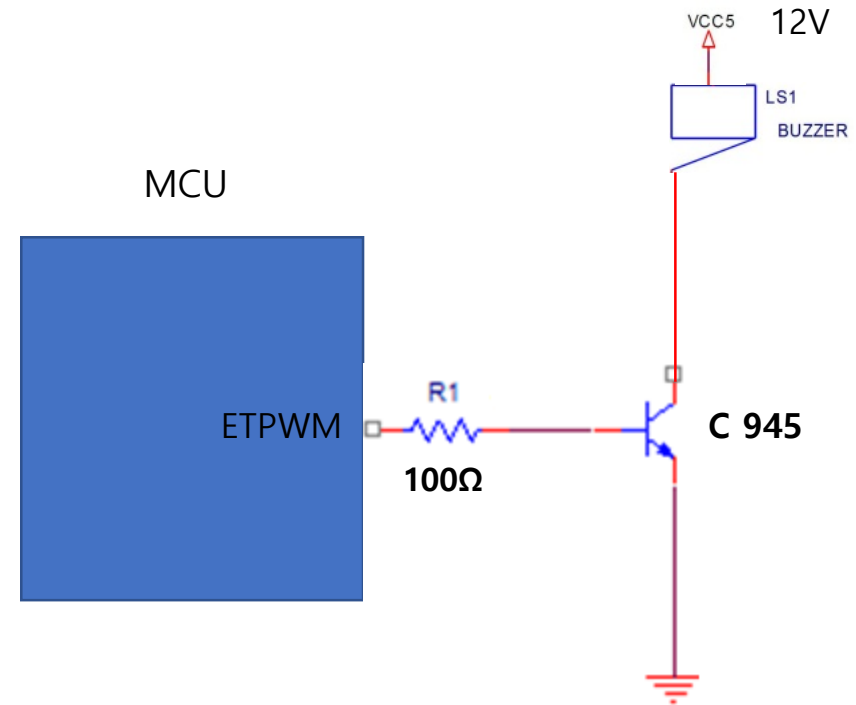 VCC5 12V
LS1
BUZZER
MCU
R1
ETPWM
C 945
100Ω